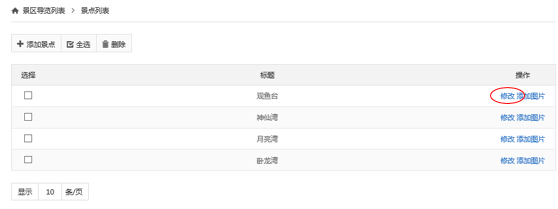 景区导览列表 > 景点列表
添加景点 全选 删除
选择 标题 操作
观鱼台 修改 添加图片
神仙湾 修改 添加图片
月亮湾 修改 添加图片
卧龙湾 修改 添加图片
显示 10 条/页